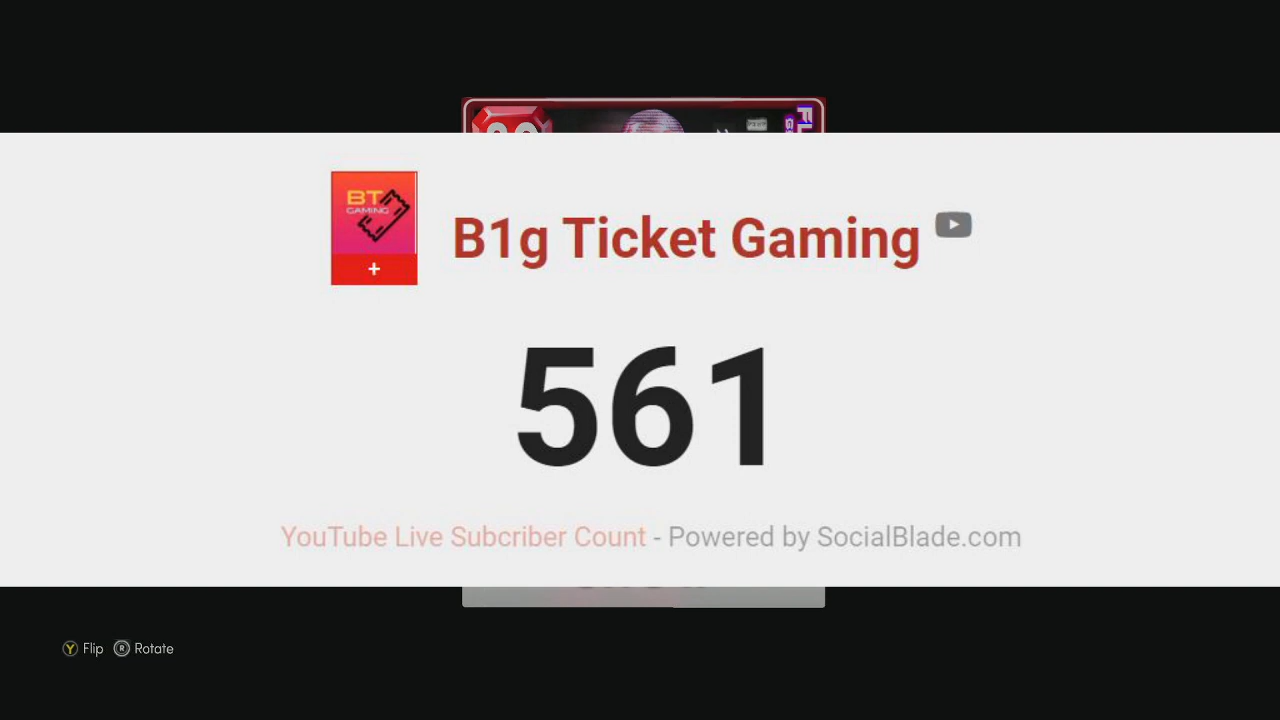 BT
GAMING
+
B1g Ticket Gaming
561
YouTube Live Subcriber Count - Powered by SocialBlade.com
Y Flip R Rotate